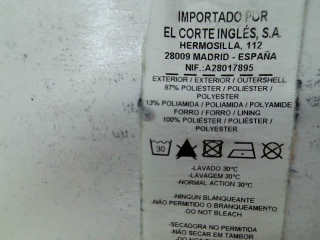 IMPORTADO POR
EL CORTE INGLÉS, S.A.
HERMOSILLA, 112
28009 MADRID - ESPAÑA
NIF.:A28017895
EXTERIOR / EXTERIOR / OUTERSHELL
87% POLIÉSTER / POLIÉSTER /
POLYESTER
13% POLIAMIDA / POLIAMIDA / POLYAMIDE
FORRO / FORRO / LINING
100% POLIÉSTER / POLIÉSTER
/ POLYESTER
30
-LAVADO 30°C
-LAVAGEM 30°C
-NORMAL ACTION 30°C
-NINGUN BLANQUEANTE
-NÃO PERMITIDO O BRANQUEAMENTO
-DO NOT BLEACH
-SECADORA NO PERMITIDA
-NÃO SECAR EM TAMBOR
-DO NOT